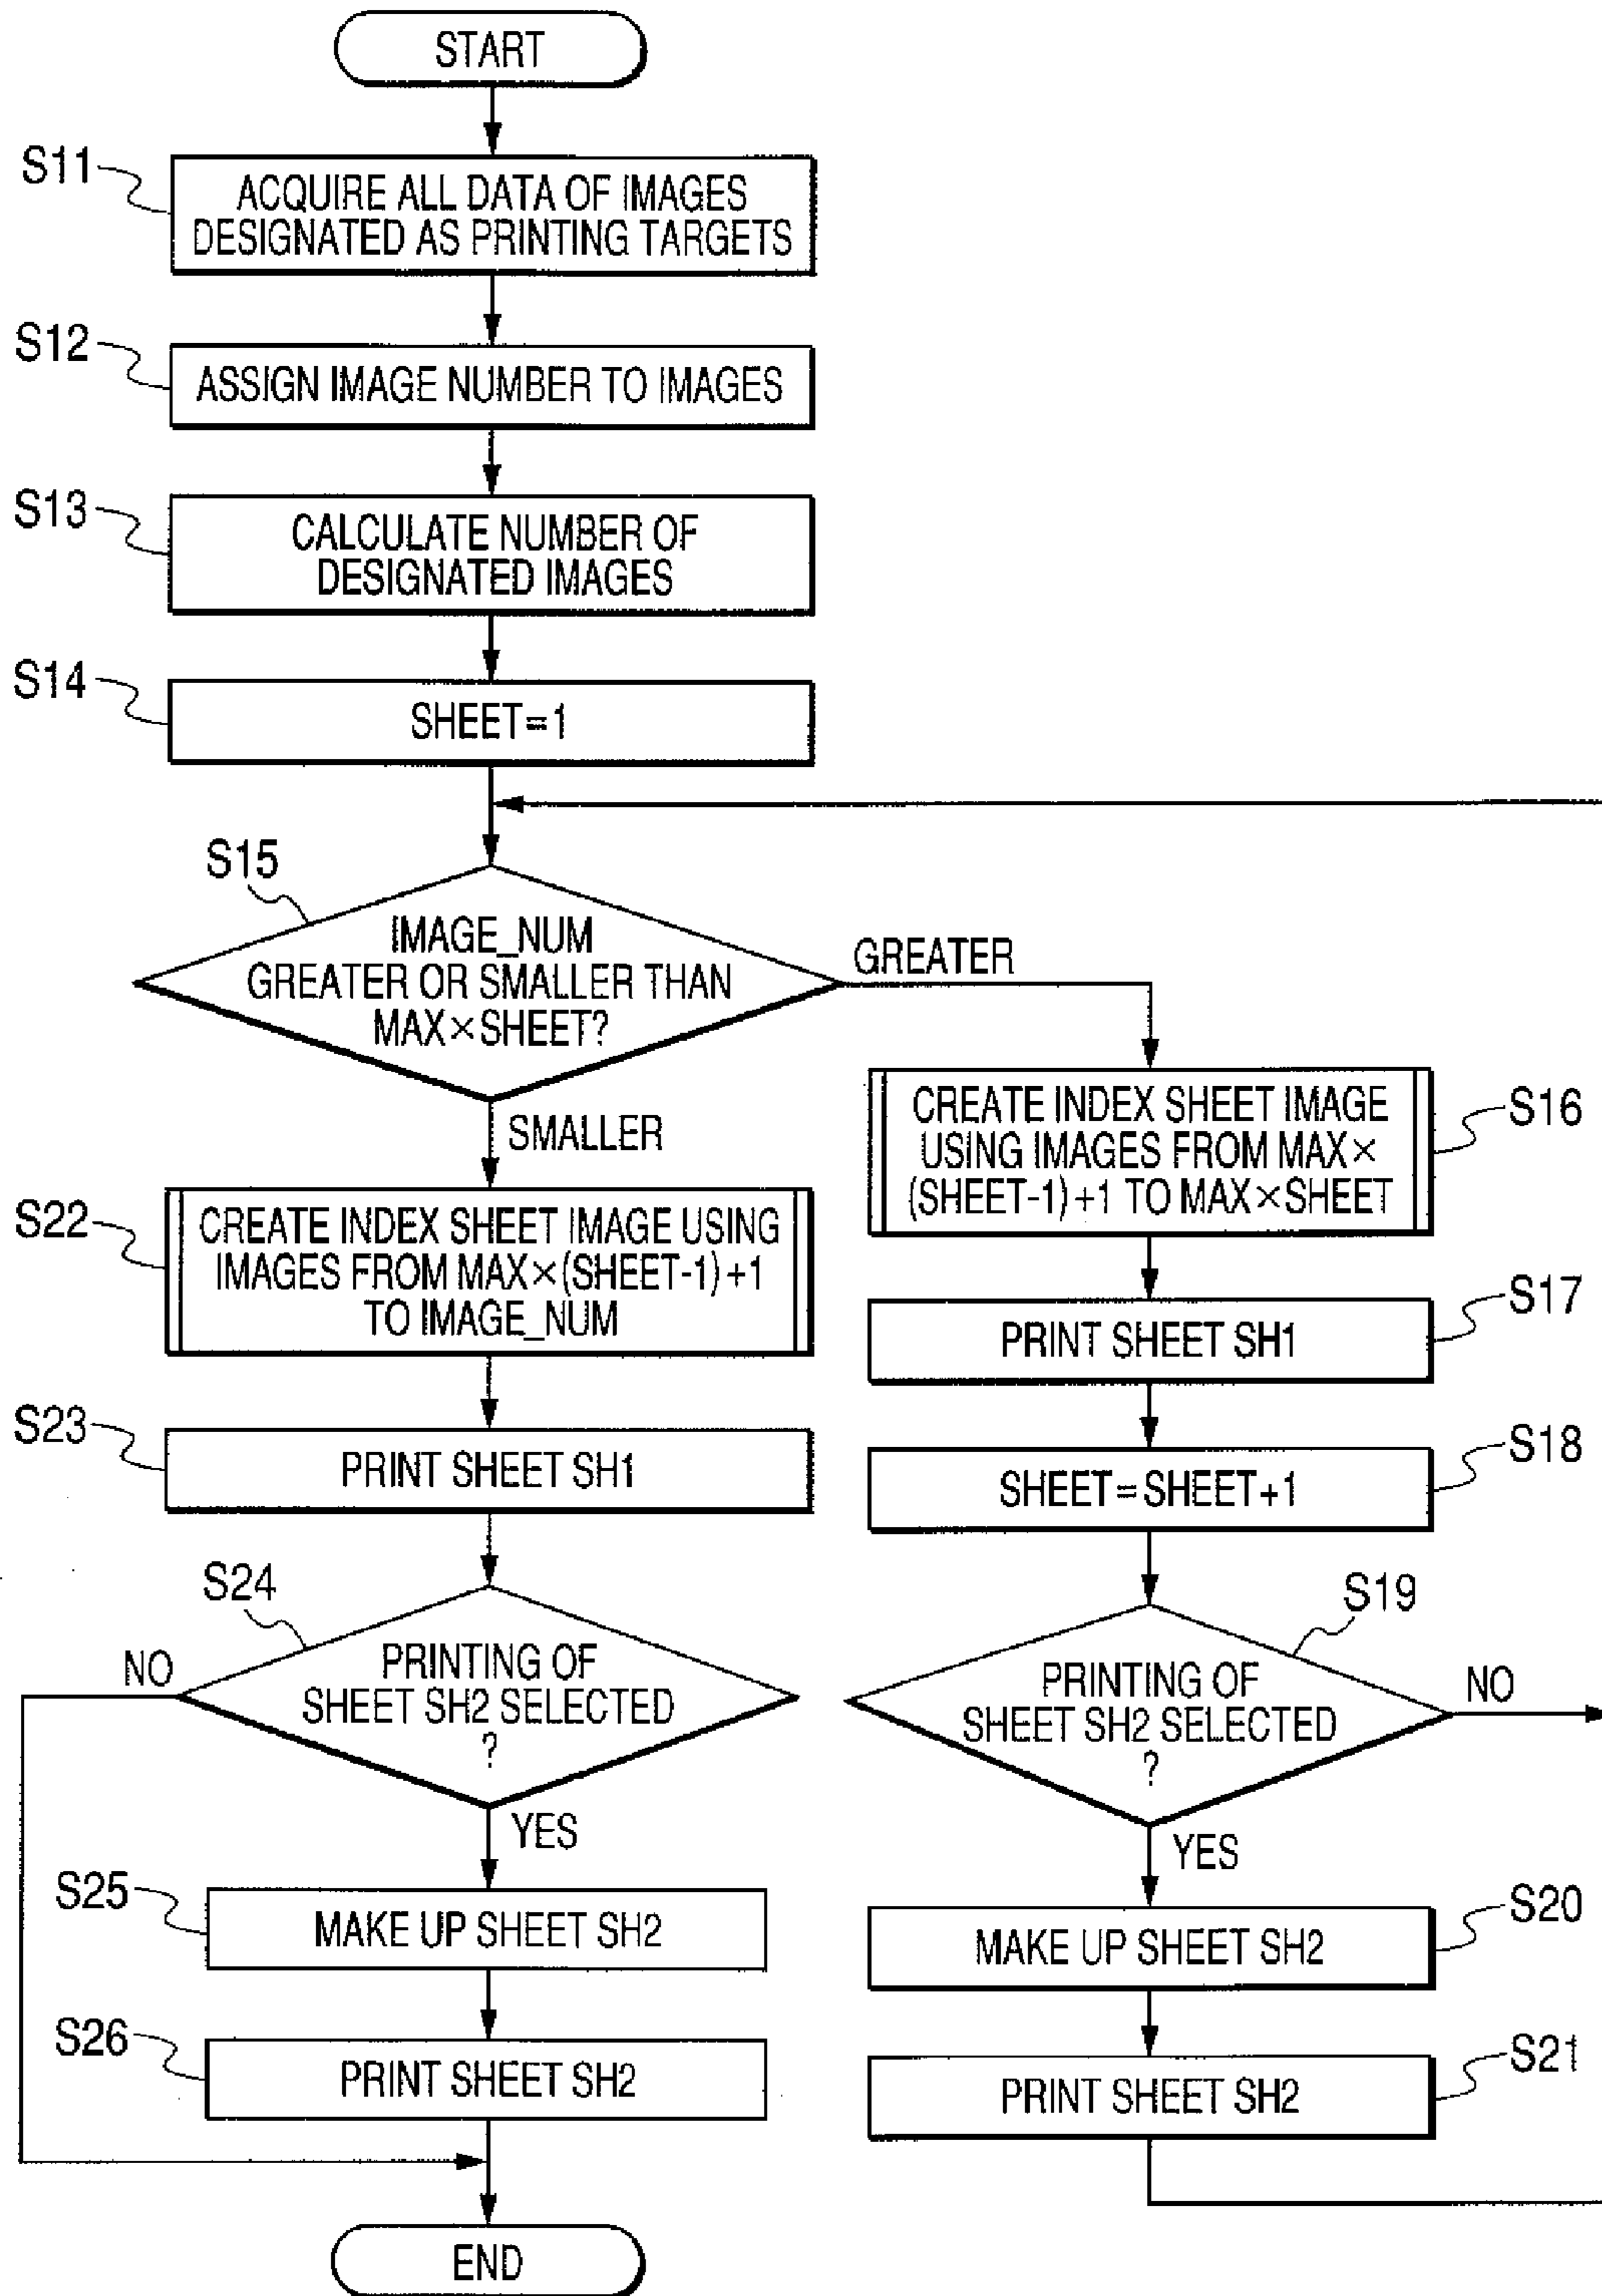 START
S11
ACQUIRE ALL DATA OF IMAGES
DESIGNATED AS PRINTING TARGETS
S12
ASSIGN IMAGE NUMBER TO IMAGES
S13
CALCULATE NUMBER OF
DESIGNATED IMAGES
S14
SHEET=1
S15
IMAGE_NUM
GREATER OR SMALLER THAN
MAX×SHEET?
GREATER
SMALLER
S16
CREATE INDEX SHEET IMAGE
USING IMAGES FROM MAX×
(SHEET-1)+1 TO MAX×SHEET
S17
PRINT SHEET SH1
S18
SHEET=SHEET+1
S19
PRINTING OF
SHEET SH2 SELECTED
?
NO
YES
S20
MAKE UP SHEET SH2
S21
PRINT SHEET SH2
S22
CREATE INDEX SHEET IMAGE USING
IMAGES FROM MAX×(SHEET-1)+1
TO IMAGE_NUM
S23
PRINT SHEET SH1
S24
PRINTING OF
SHEET SH2 SELECTED
?
NO
YES
S25
MAKE UP SHEET SH2
S26
PRINT SHEET SH2
END